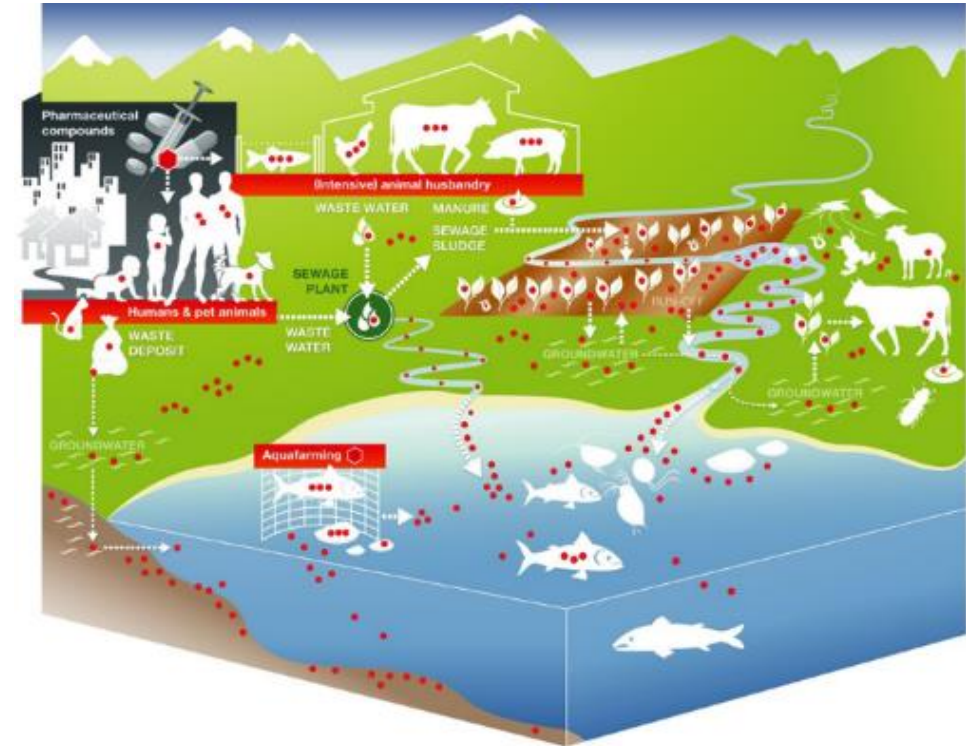 Pharmaceutical
compounds
(Intensive) animal husbandry
WASTE WATER
MANURE
SEWAGE
SLUDGE
SEWAGE
PLANT
RUN-OFF
Humans & pet animals
WASTE
WATER
WASTE
DEPOSIT
GROUNDWATER
GROUNDWATER
GROUNDWATER
Aquafarming